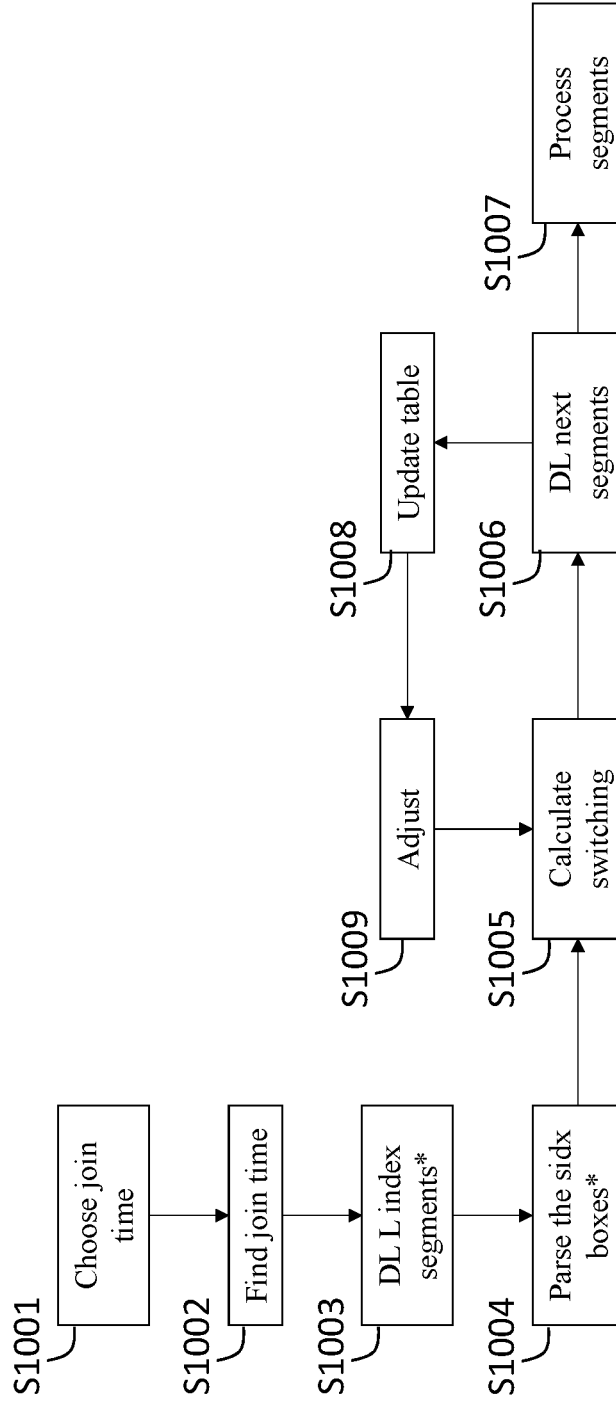 S1001
Choose join
time
S1002
Find join time
S1003
DL L index
segments*
S1004
Parse the sidx
boxes*
S1005
Calculate
switching
S1006
DL next
segments
S1007
Process
segments
S1008
Update table
S1009
Adjust